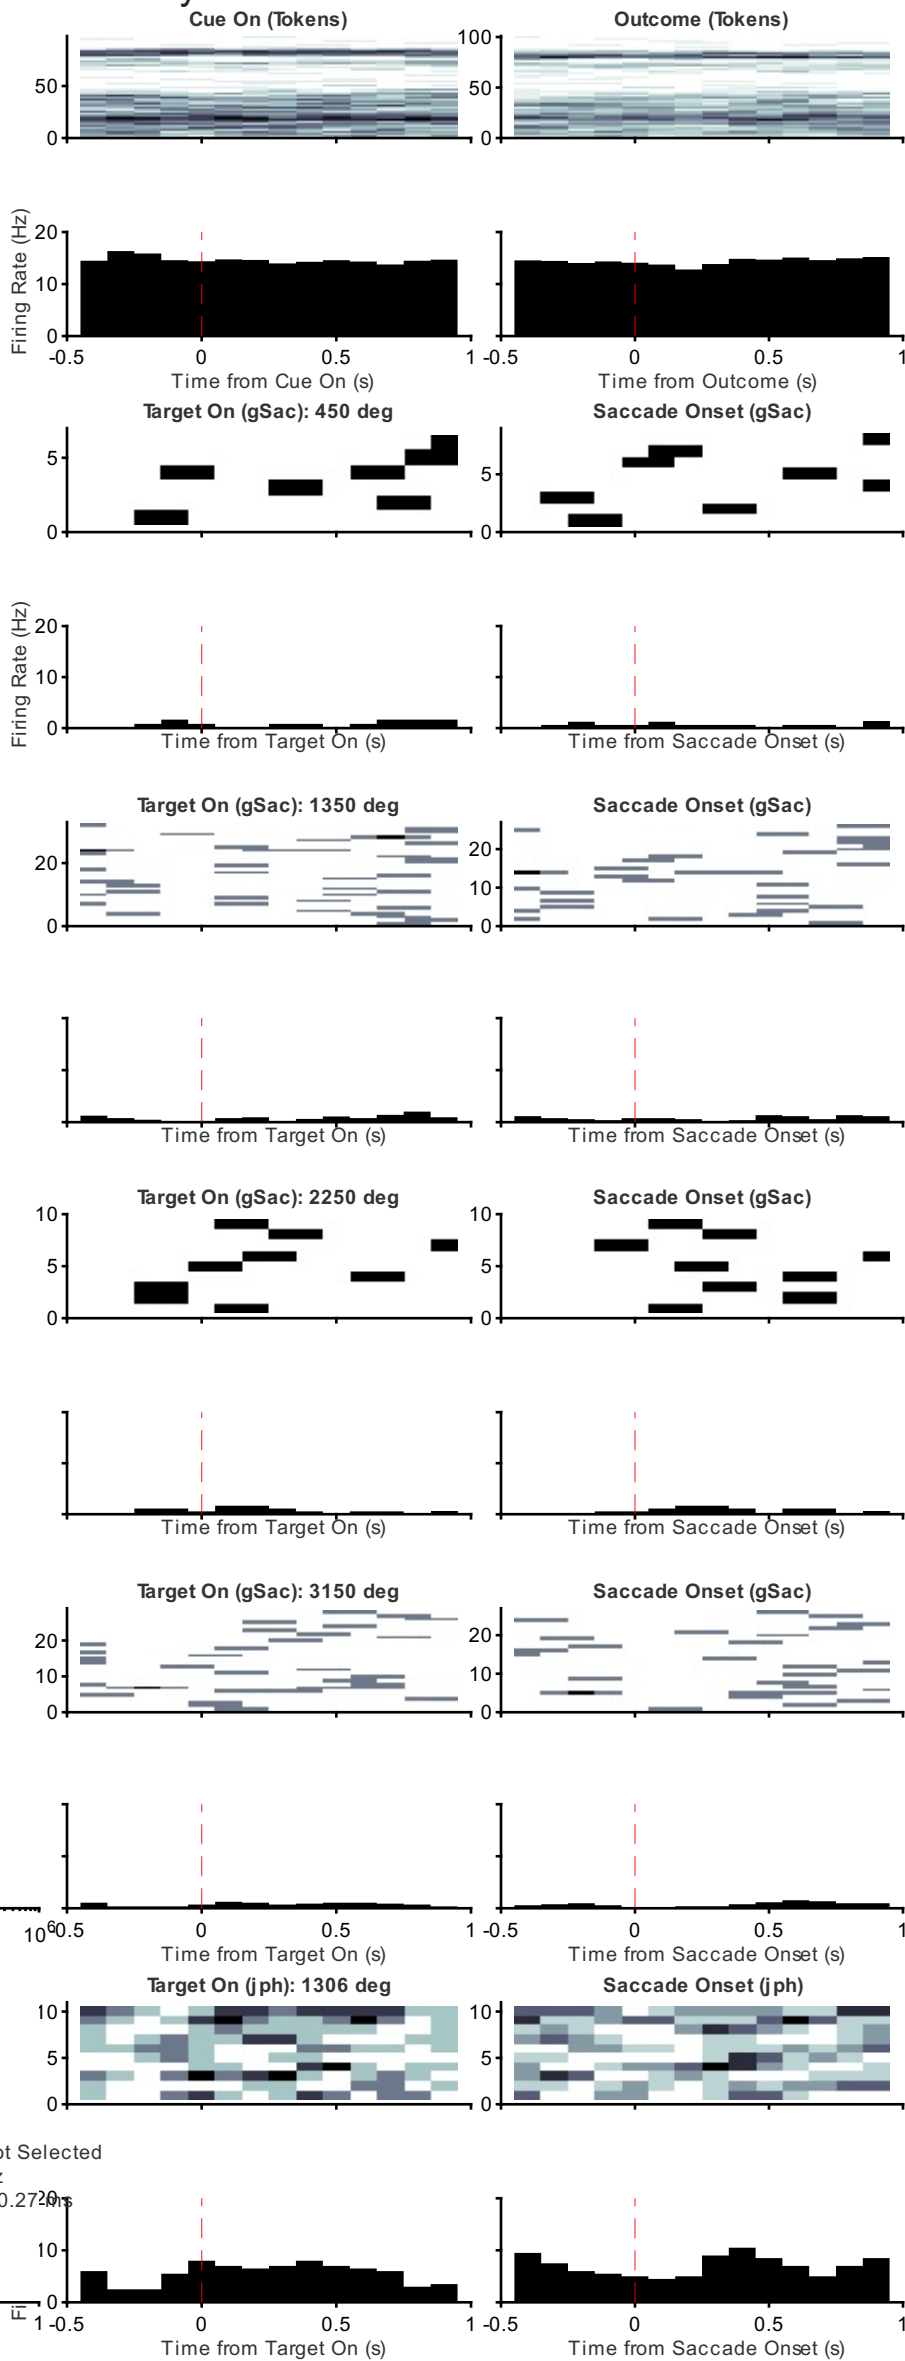 Cue On (Tokens)
Outcome (Tokens)
50
0
100
50
0
Firing Rate (Hz)
20
10
0
-0.5 0 0.5 1
-0.5 0 0.5 1
Time from Cue On (s)
Time from Outcome (s)
Target On (gSac): 450 deg
Saccade Onset (gSac)
5
0
5
0
Firing Rate (Hz)
20
10
0
Time from Target On (s)
Time from Saccade Onset (s)
Target On (gSac): 1350 deg
Saccade Onset (gSac)
20
0
20
10
0
Time from Target On (s)
Time from Saccade Onset (s)
Target On (gSac): 2250 deg
Saccade Onset (gSac)
10
5
0
10
5
0
Time from Target On (s)
Time from Saccade Onset (s)
Target On (gSac): 3150 deg
Saccade Onset (gSac)
20
10
0
20
10
0
10^6
-0.5 0 0.5 1
-0.5 0 0.5 1
Time from Target On (s)
Time from Saccade Onset (s)
Target On (jph): 1306 deg
Saccade Onset (jph)
10
5
0
10
5
0
ot Selected
z
0.27 ms
20
10
0
Fi
1
-0.5 0 0.5 1
-0.5 0 0.5 1
Time from Target On (s)
Time from Saccade Onset (s)